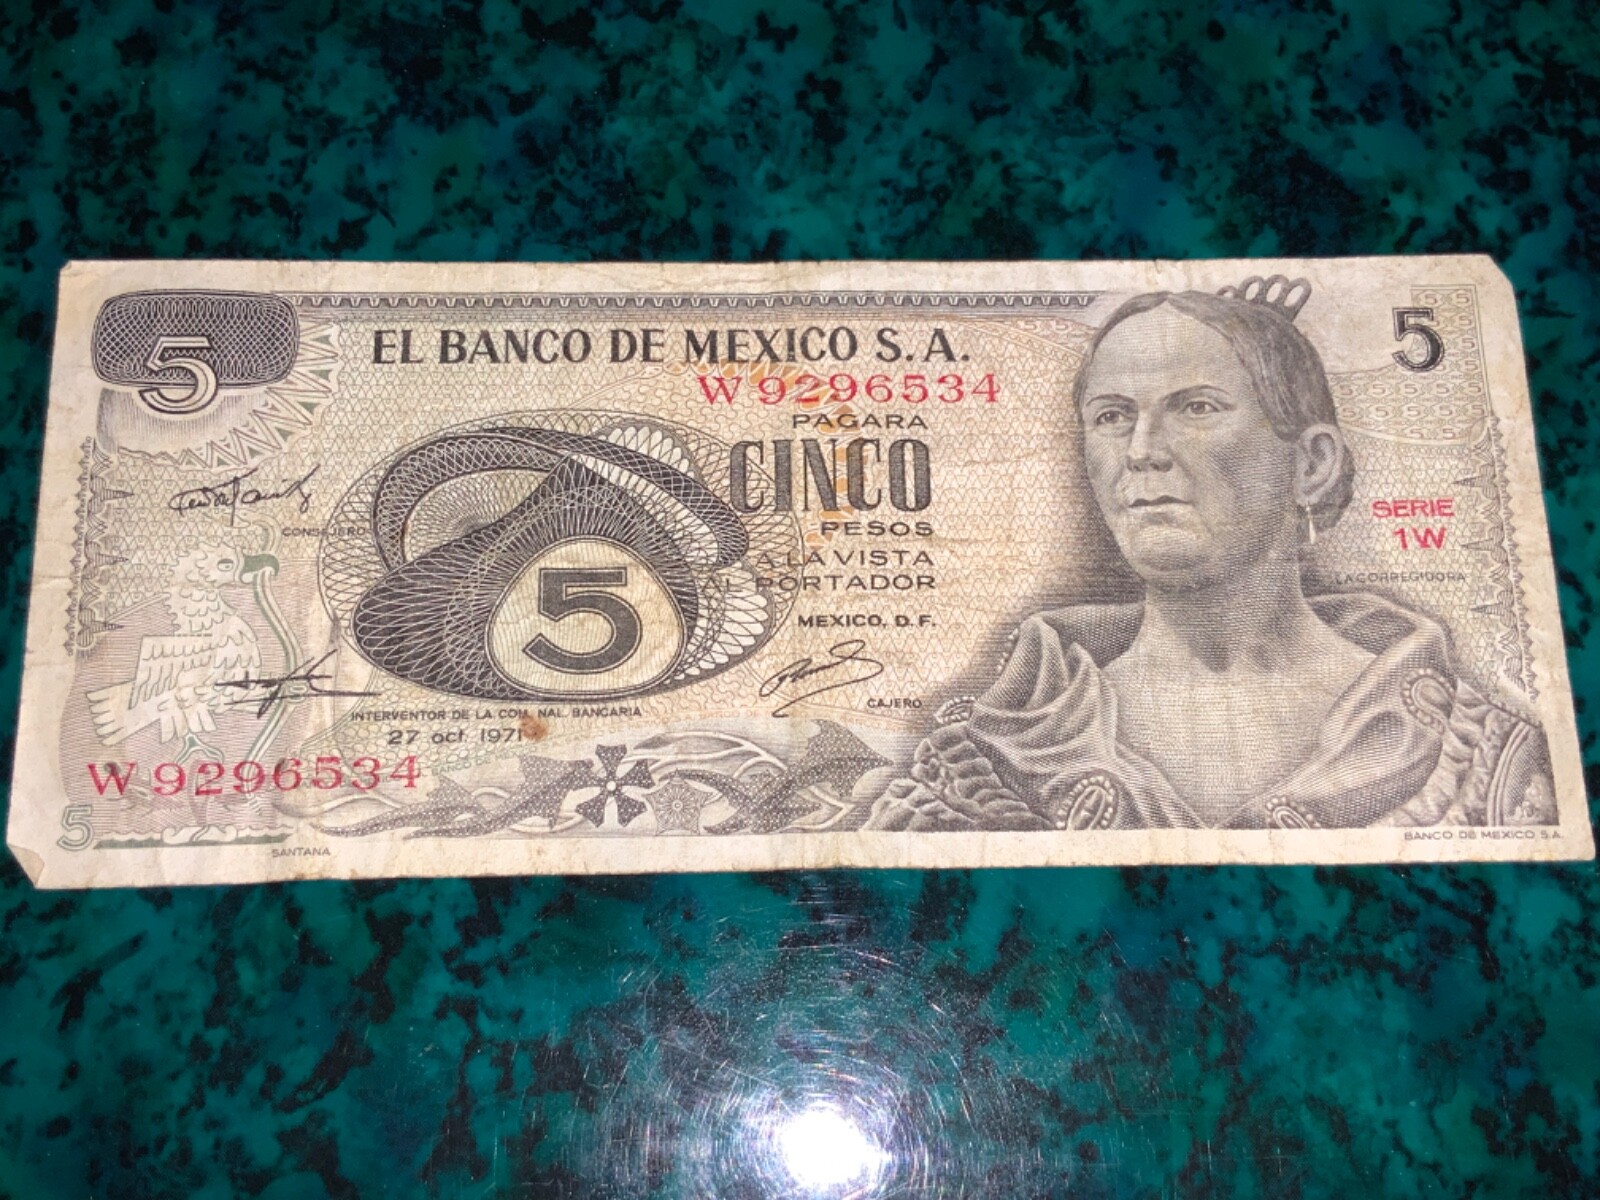 5
EL BANCO DE MEXICO S.A.
5
W 9296534
PAGARA
CINCO
PESOS
A LA VISTA
AL PORTADOR
MEXICO, D.F.
CONSEJERO
SERIE
1W
LA CORREGIDORA
5
CAJERO
INTERVENTOR DE LA COM. NAL. BANCARIA
27 oct. 1971
W 9296534
5
SANTANA
BANCO DE MEXICO S.A.